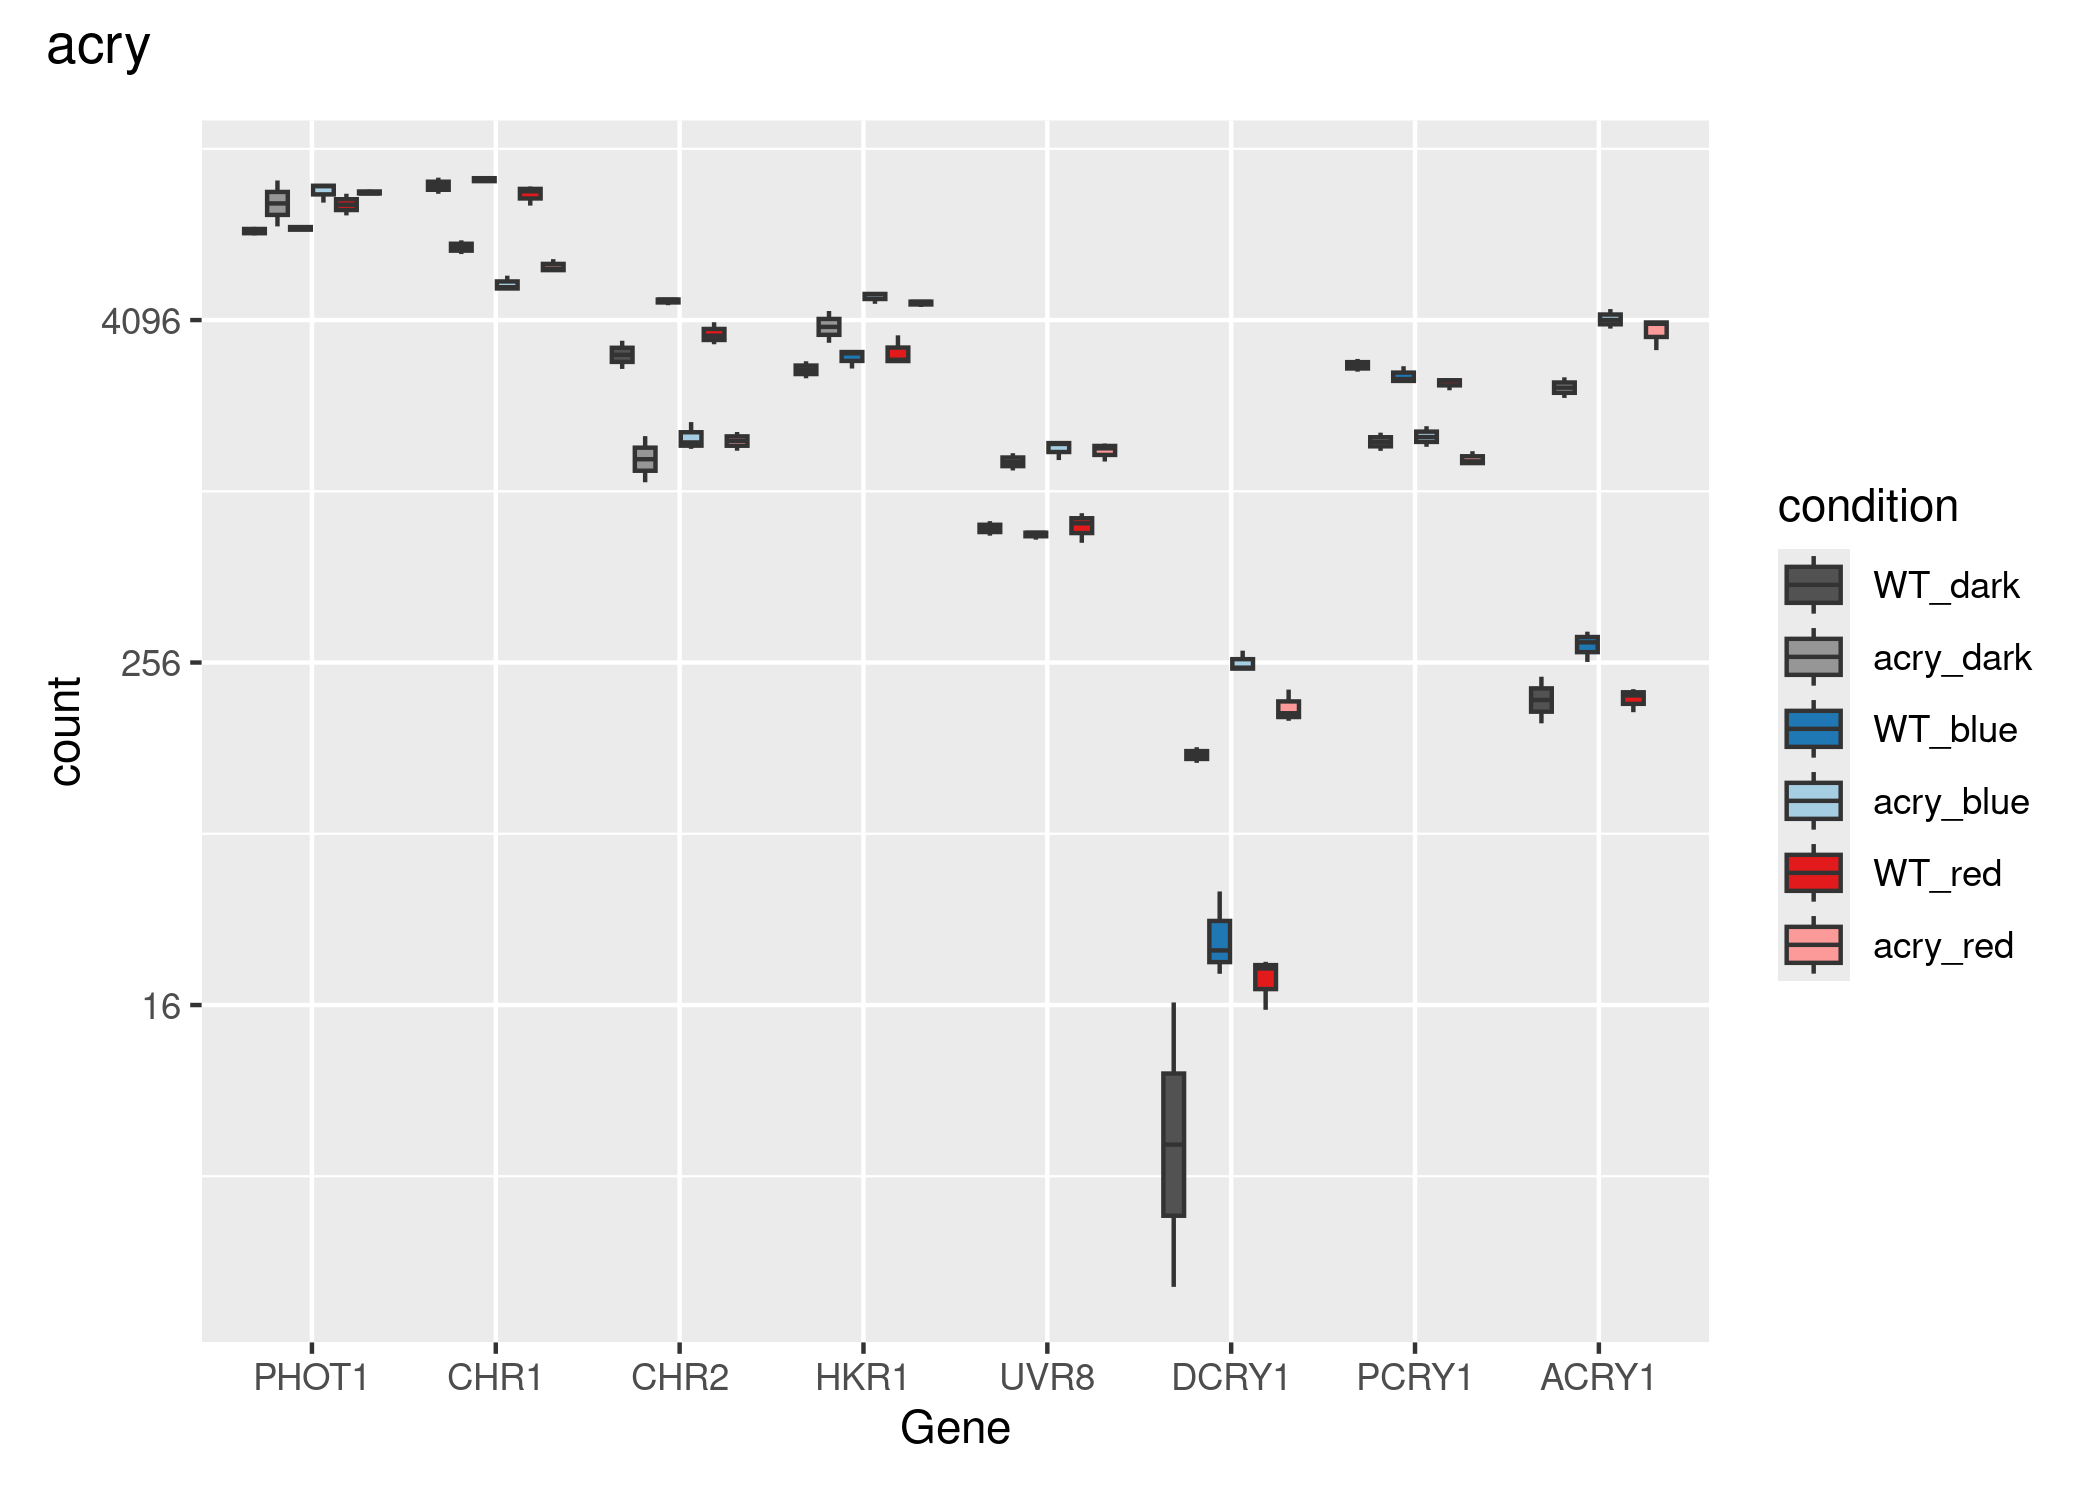 acry
count
4096
256
16
PHOT1 CHR1 CHR2 HKR1 UVR8 DCRY1 PCRY1 ACRY1
Gene
condition
WT_dark
acry_dark
WT_blue
acry_blue
WT_red
acry_red